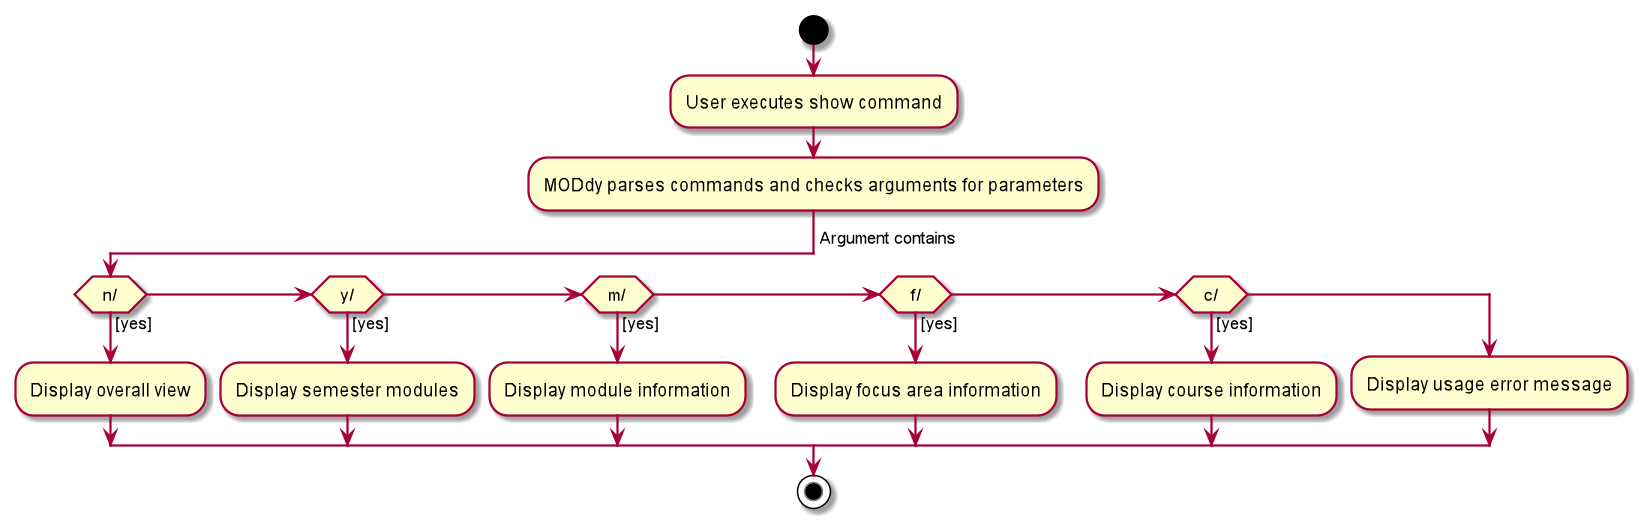 User executes show command
MODdy parses commands and checks arguments for parameters
Argument contains
n/
y/
m/
f/
c/
[yes]
[yes]
[yes]
[yes]
[yes]
Display overall view
Display semester modules
Display module information
Display focus area information
Display course information
Display usage error message